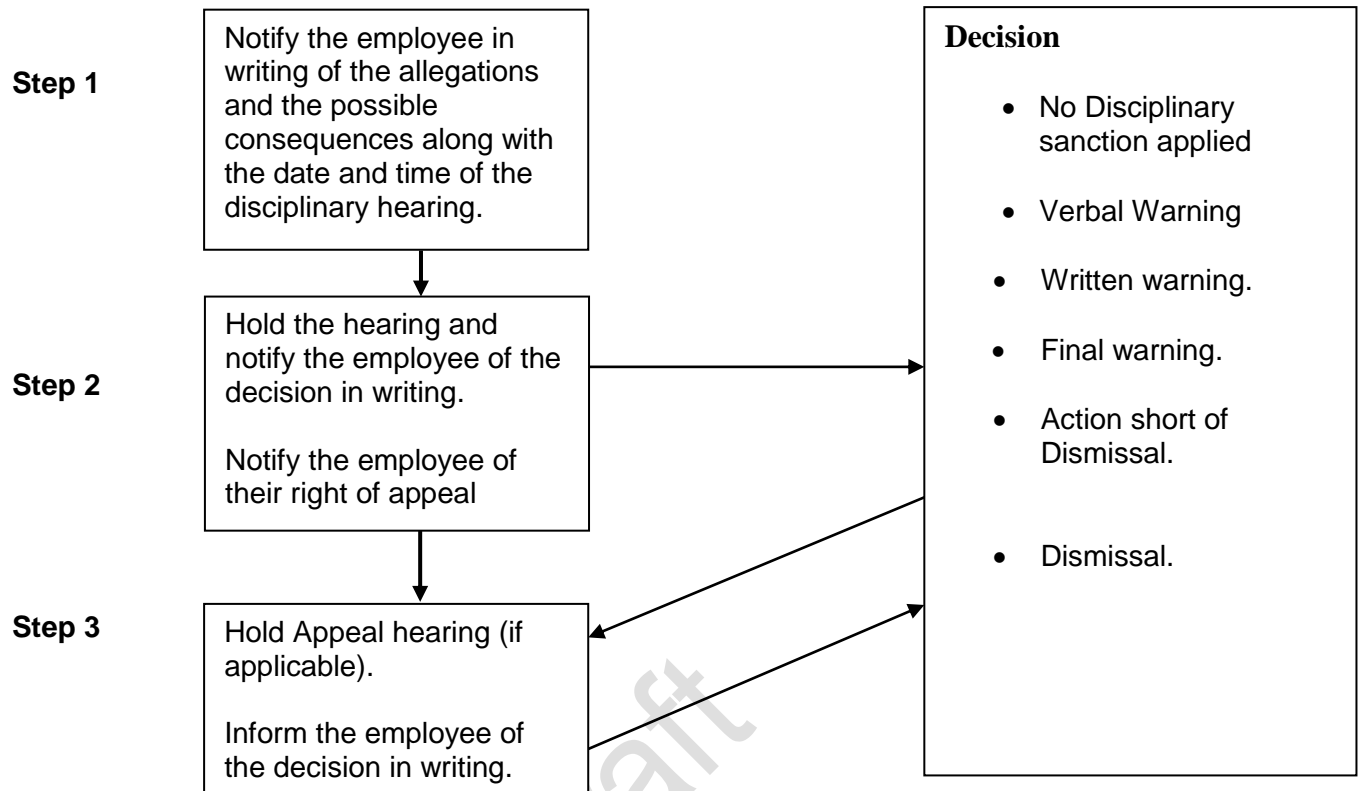 Step 1
Notify the employee in
writing of the allegations
and the possible
consequences along with
the date and time of the
disciplinary hearing.
Step 2
Hold the hearing and
notify the employee of the
decision in writing.
Notify the employee of
their right of appeal
Step 3
Hold Appeal hearing (if
applicable).
Inform the employee of
the decision in writing.
Decision
• No Disciplinary
sanction applied
• Verbal Warning
• Written warning.
• Final warning.
• Action short of
Dismissal.
• Dismissal.